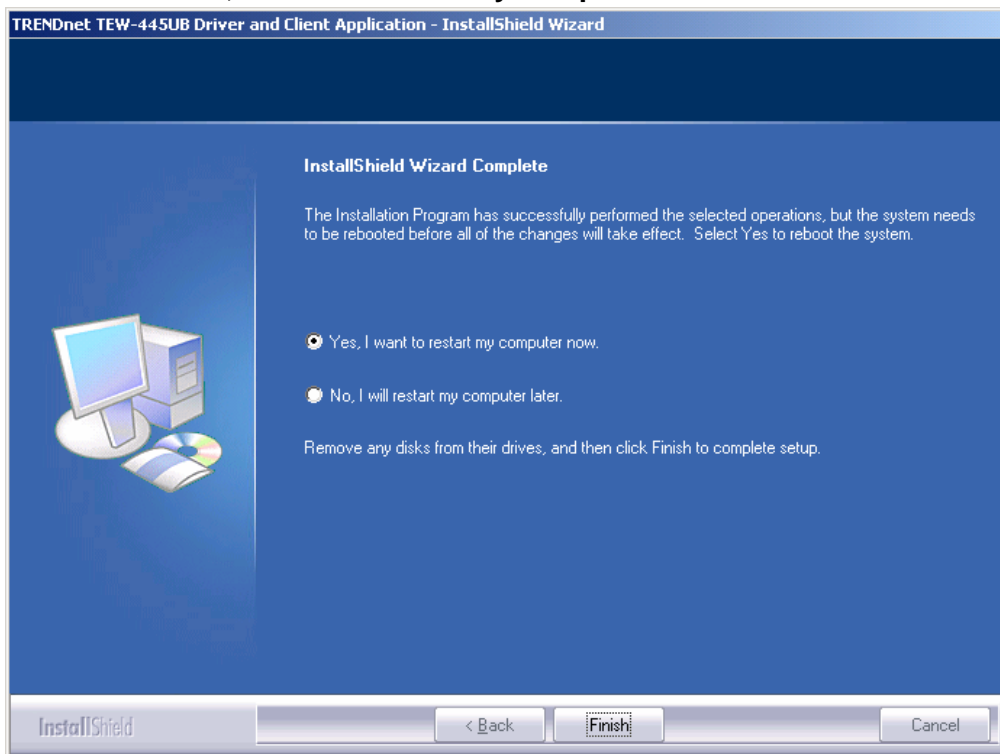 TRENDnet TEW-445UB Driver and Client Application - InstallShield Wizard
InstallShield Wizard Complete
The Installation Program has successfully performed the selected operations, but the system needs
to be rebooted before all of the changes will take effect.  Select Yes to reboot the system.
Yes, I want to restart my computer now.
No, I will restart my computer later.
Remove any disks from their drives, and then click Finish to complete setup.
InstallShield
< Back
Finish
Cancel